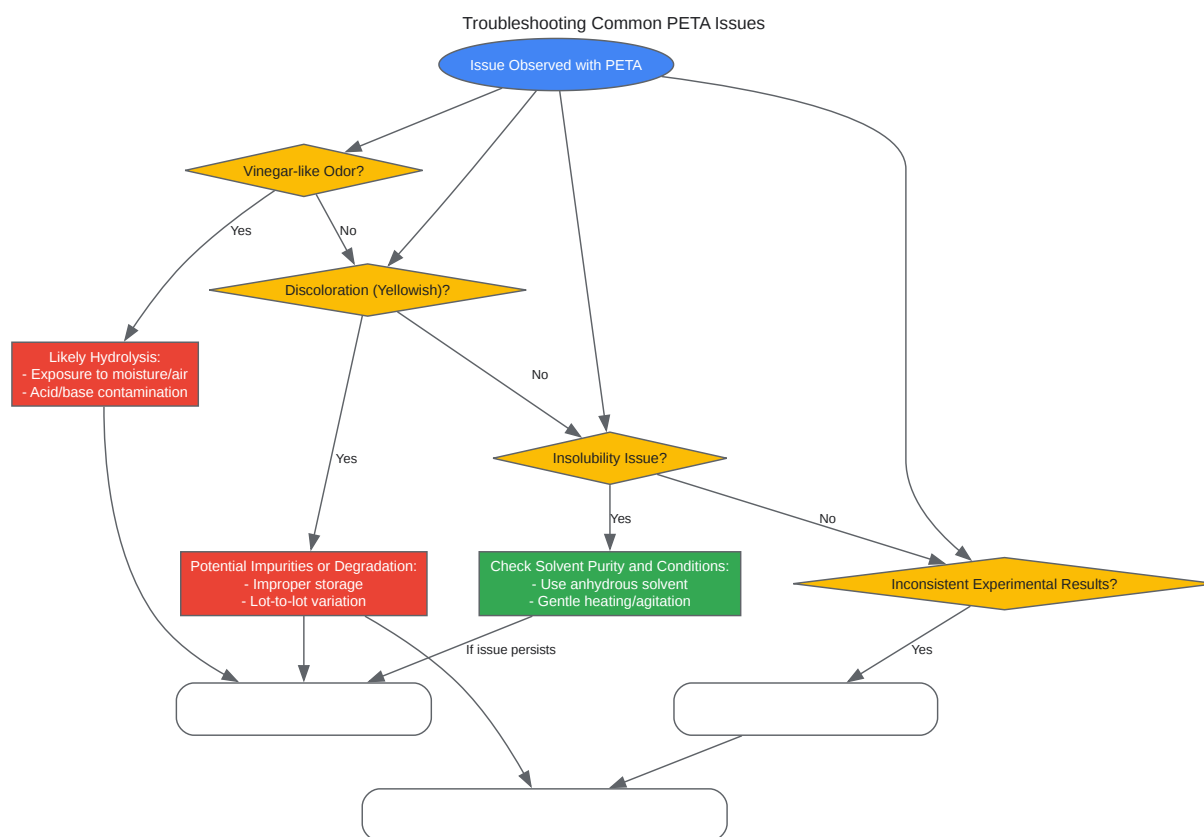 Troubleshooting Common PETA Issues
Issue Observed with PETA
Vinegar-like Odor?
Yes
No
Discoloration (Yellowish)?
Likely Hydrolysis:
- Exposure to moisture/air
- Acid/base contamination
No
Yes
Insolubility Issue?
Yes
No
Potential Impurities or Degradation:
- Improper storage
- Lot-to-lot variation
Check Solvent Purity and Conditions:
- Use anhydrous solvent
- Gentle heating/agitation
Inconsistent Experimental Results?
If issue persists
Yes